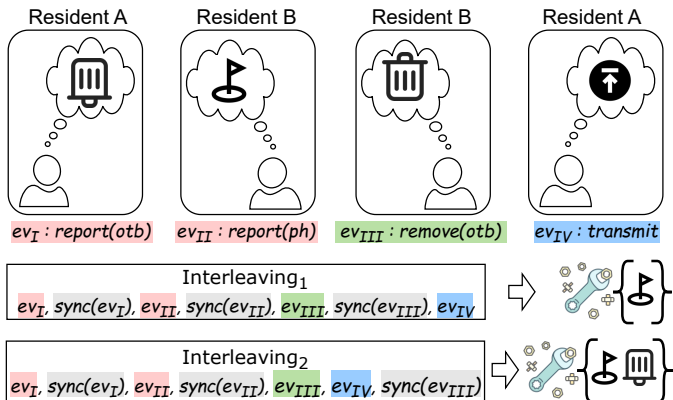 Resident A
Resident B
Resident B
Resident A
ev_I : report(otb)
ev_II : report(ph)
ev_III : remove(otb)
ev_IV : transmit
Interleaving_1
ev_I, sync(ev_I), ev_II, sync(ev_II), ev_III, sync(ev_III), ev_IV
Interleaving_2
ev_I, sync(ev_I), ev_II, sync(ev_II), ev_III, ev_IV, sync(ev_III)